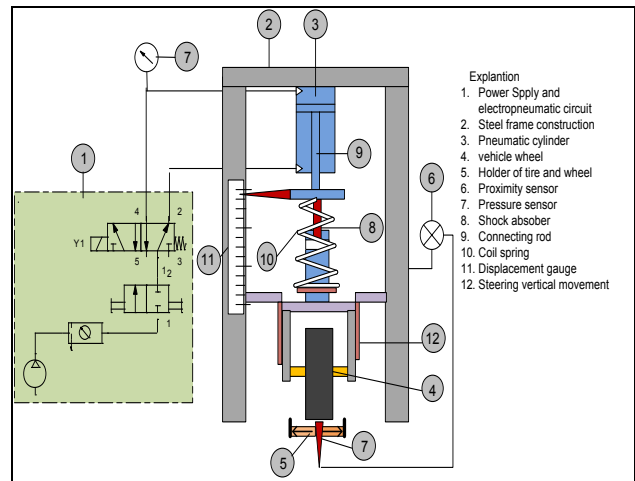 2
3
7
Explantion
1. Power Spply and
electropneumatic circuit
2. Steel frame construction
3. Pneumatic cylinder
4. vehicle wheel
5. Holder of tire and wheel
6. Proximity sensor
7. Pressure sensor
8. Shock absober
9. Connecting rod
10. Coil spring
11. Displacement gauge
12. Steering vertical movement
1
9
6
4 2
Y1
5 3
1
2
1
11
10
8
12
4
5
7